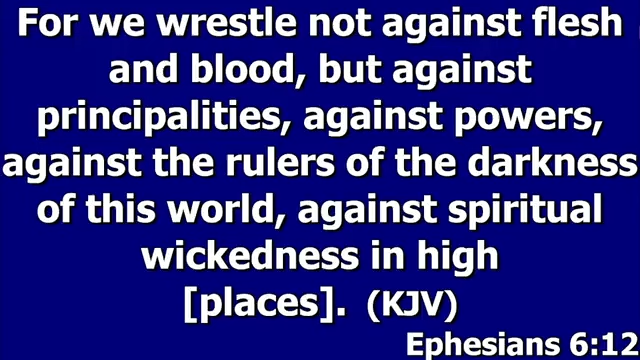 For we wrestle not against flesh
and blood, but against
principalities, against powers,
against the rulers of the darkness
of this world, against spiritual
wickedness in high
[places]. (KJV)
Ephesians 6:12